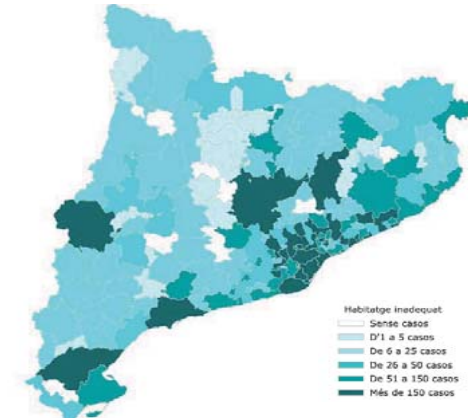 Habitatge inadequat
Sense casos
D'1 a 5 casos
De 6 a 25 casos
De 26 a 50 casos
De 51 a 150 casos
Més de 150 casos